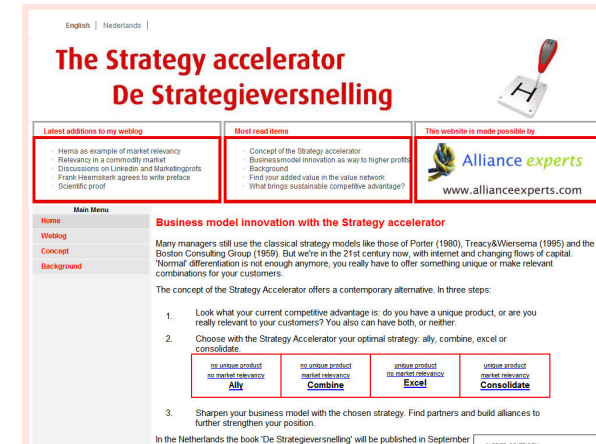 English | Nederlands |
The Strategy accelerator
De Strategieversnelling
H
Latest additions to my weblog
Hema as example of market relevancy
Relevancy in a commodity
market
Discussions on Linkedin and Marketingprofs
Frank Heemskerk agrees to write preface
Scientific proof
Most read items
Concept of the Strategy accelerator
Businessmodel innovation as way to higher profits
Background
Find your added value in the value network
What brings sustainable competitive advantage?
This website is made possible by
Alliance experts
www.allianceexperts.com
Main Menu
Home
Weblog
Concept
Background
Business model innovation with the Strategy accelerator
Many managers still use the classical strategy models like those of Porter (1980), Treacy&Wiersema (1995) and the
Boston Consulting Group (1959). But we're in the 21st century now, with internet and changing flows of capital.
'Normal' differentiation is not enough anymore, you really have to offer something unique or make relevant
combinations for your customers.
The concept of the Strategy Accelerator offers a contemporary alternative. In three steps:
1. Look what your current competitive advantage is: do you have a unique product, or are you
really relevant to your customers? You also can have both, or neither.
2. Choose with the Strategy Accelerator your optimal strategy: ally, combine, excel or
consolidate.
no unique product
no market relevancy
Ally
no unique product
market relevancy
Combine
unique product
no market relevancy
Excel
unique product
market relevancy
Consolidate
3. Sharpen your business model with the chosen strategy. Find partners and build alliances to
further strengthen your position.
In the Netherlands the book 'De Strategieversnelling' will be published in September